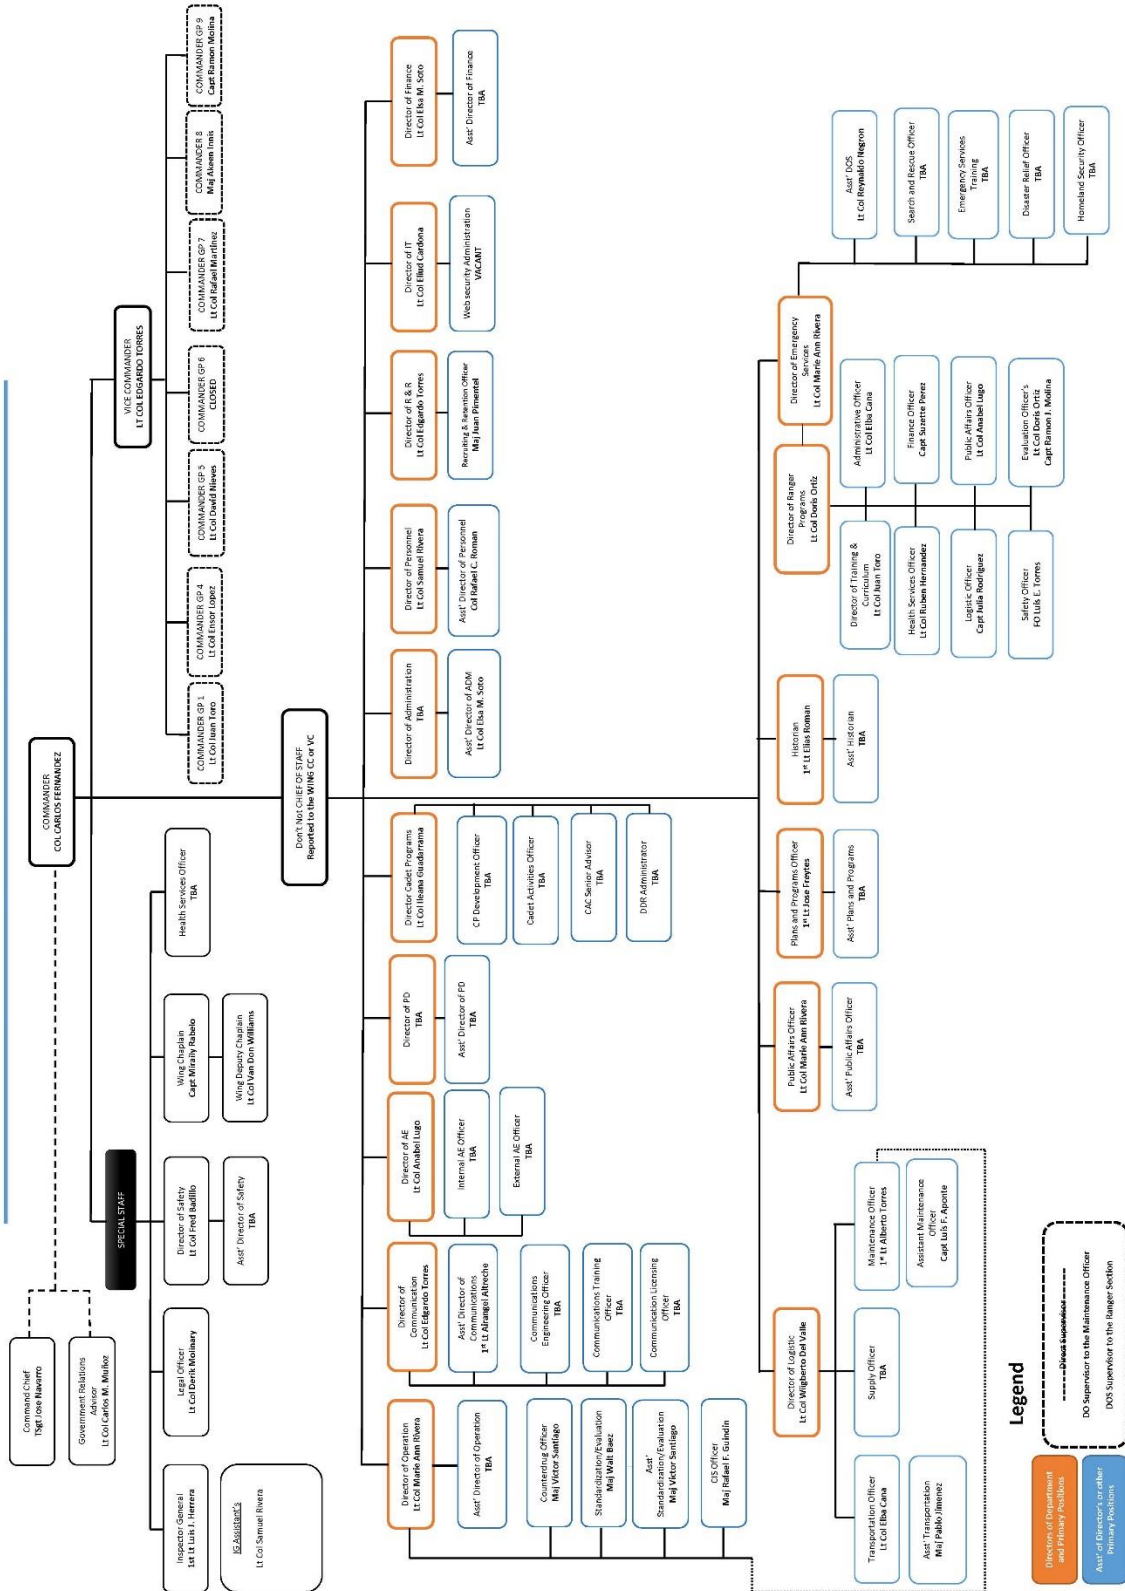 COMMANDER
COL CARLOS FERNANDEZ
Command Chief
TSgt Jose Navarro
Government Relations
Advisor
Lt Col Carlos M. Muñoz
SPECIAL STAFF
VICE COMMANDER
LT COL EDGARDO TORRES
Inspector General
1st Lt Luis J. Herrera
IG Assistant's
Lt Col Samuel Rivera
Legal Officer
Lt Col Derik Molinary
Director of Safety
Lt Col Fred Badillo
Asst' Director of Safety
TBA
Wing Chaplain
Capt Miraily Rabelo
Wing Deputy Chaplain
Lt Col Van Don Williams
Health Services Officer
TBA
COMMANDER GP 1
Lt Col Juan Toro
COMMANDER GP 4
Lt Col Ensor Lopez
COMMANDER GP 5
Lt Col David Nieves
COMMANDER GP 6
CLOSED
COMMANDER GP 7
Lt Col Rafael Martinez
COMMANDER 8
Maj Akeen Innis
COMMANDER GP 9
Capt Ramon Molina
Don't Not CHIEF OF STAFF
Reported to the WING CC or VC
Director of Operation
Lt Col Marie Ann Rivera
Asst' Director of Operation
TBA
Counterdrug Officer
Maj Victor Santiago
Standardization/Evaluation
Maj Walt Baez
Asst'
Standardization/Evaluation
Maj Victor Santiago
CIS Officer
Maj Rafael F. Guindin
Director of
Communication
Lt Col Edgardo Torres
Asst' Director of
Communications
1st Lt Airangel Altreche
Communications
Engineering Officer
TBA
Communications Training
Officer
TBA
Communication Licensing
Officer
TBA
Director of AE
Lt Col Anabel Lugo
Internal AE Officer
TBA
External AE Officer
TBA
Director of PD
TBA
Asst' Director of PD
TBA
Director Cadet Programs
Lt Col Ileana Guadarrama
CP Development Officer
TBA
Cadet Activities Officer
TBA
CAC Senior Advisor
TBA
DDR Administrator
TBA
Director of Administration
TBA
Asst' Director of ADM
Lt Col Elsa M. Soto
Director of Personnel
Lt Col Samuel Rivera
Asst' Director of Personnel
Col Rafael C. Roman
Director of R & R
Lt Col Edgardo Torres
Recruiting & Retention Officer
Maj Juan Pimentel
Director of IT
Lt Col Eliud Cardona
Web security Administration
VACANT
Director of Finance
Lt Col Elsa M. Soto
Asst' Director of Finance
TBA
Director of Logistic
Lt Col Wigberto Del Valle
Transportation Officer
Lt Col Elba Cana
Asst' Transportation
Maj Pablo Jimenez
Supply Officer
TBA
Maintenance Officer
1st Lt Alberto Torres
Assistant Maintenance
Officer
Capt Luis F. Aponte
Public Affairs Officer
Lt Col Marie Ann Rivera
Asst' Public Affairs Officer
TBA
Plans and Programs Officer
1st Lt Jose Freytes
Asst' Plans and Programs
TBA
Historian
1st Lt Elias Roman
Asst' Historian
TBA
Director of Ranger
Programs
Lt Col Doris Ortiz
Director of Training &
Curriculum
Lt Col Juan Toro
Administrative Officer
Lt Col Elba Cana
Health Services Officer
Lt Col Ruben Hernandez
Finance Officer
Capt Suzette Perez
Logistic Officer
Capt Julia Rodriguez
Public Affairs Officer
Lt Col Anabel Lugo
Safety Officer
FO Luis E. Torres
Evaluation Officer's
Lt Col Doris Ortiz
Capt Ramon J. Molina
Director of Emergency
Services
Lt Col Marie Ann Rivera
Asst' DOS
Lt Col Reynaldo Negron
Search and Rescue Officer
TBA
Emergency Services
Training
TBA
Disaster Relief Officer
TBA
Homeland Security Officer
TBA
Legend
Directors of Department
and Primary Positions
Asst' of Director's or other
Primary Positions
Direct Supervisor
DO Supervisor to the Maintenance Officer
DOS Supervisor to the Ranger Section